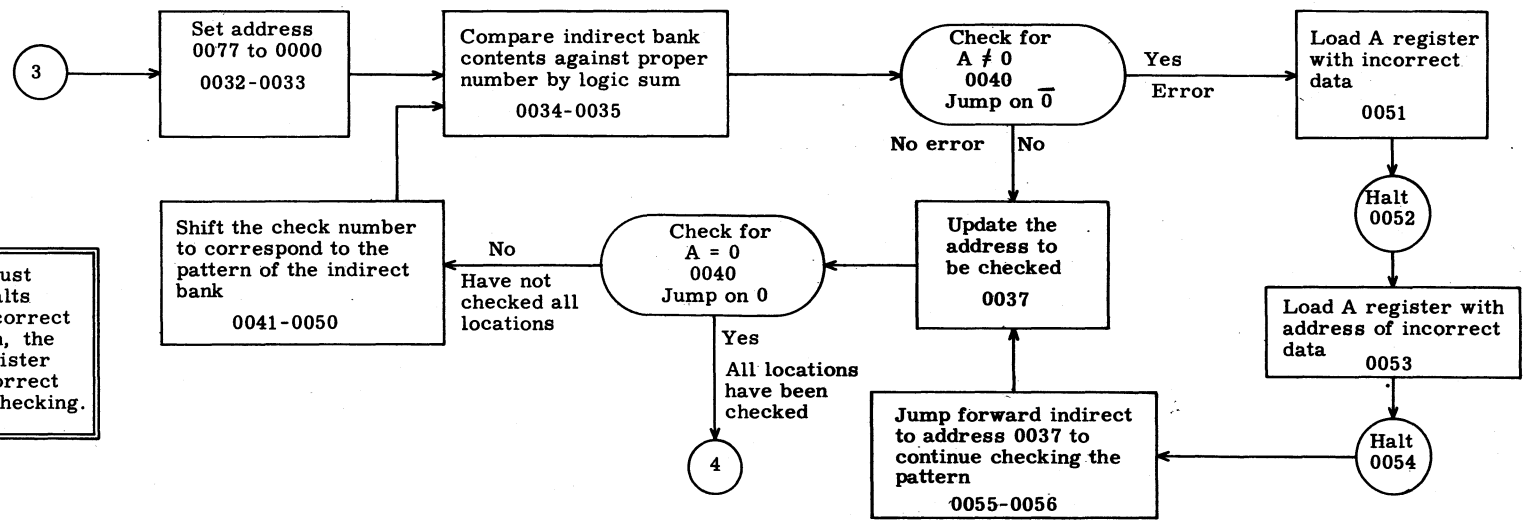 3
Set address
0077 to 0000
0032-0033
Compare indirect bank
contents against proper
number by logic sum
0034-0035
Check for
A ≠ 0
0040
Jump on 0̅
Yes
Error
Load A register
with incorrect
data
0051
No error
No
Halt
0052
Shift the check number
to correspond to the
pattern of the indirect
bank
0041-0050
No
Have not
checked all
locations
Check for
A = 0
0040
Jump on 0
Update the
address to
be checked
0037
Yes
All locations
have been
checked
4
Load A register with
address of incorrect
data
0053
Halt
0054
Jump forward indirect
to address 0037 to
continue checking the
pattern
0055-0056
ust
alts
correct
, the
ister
orrect
hecking.